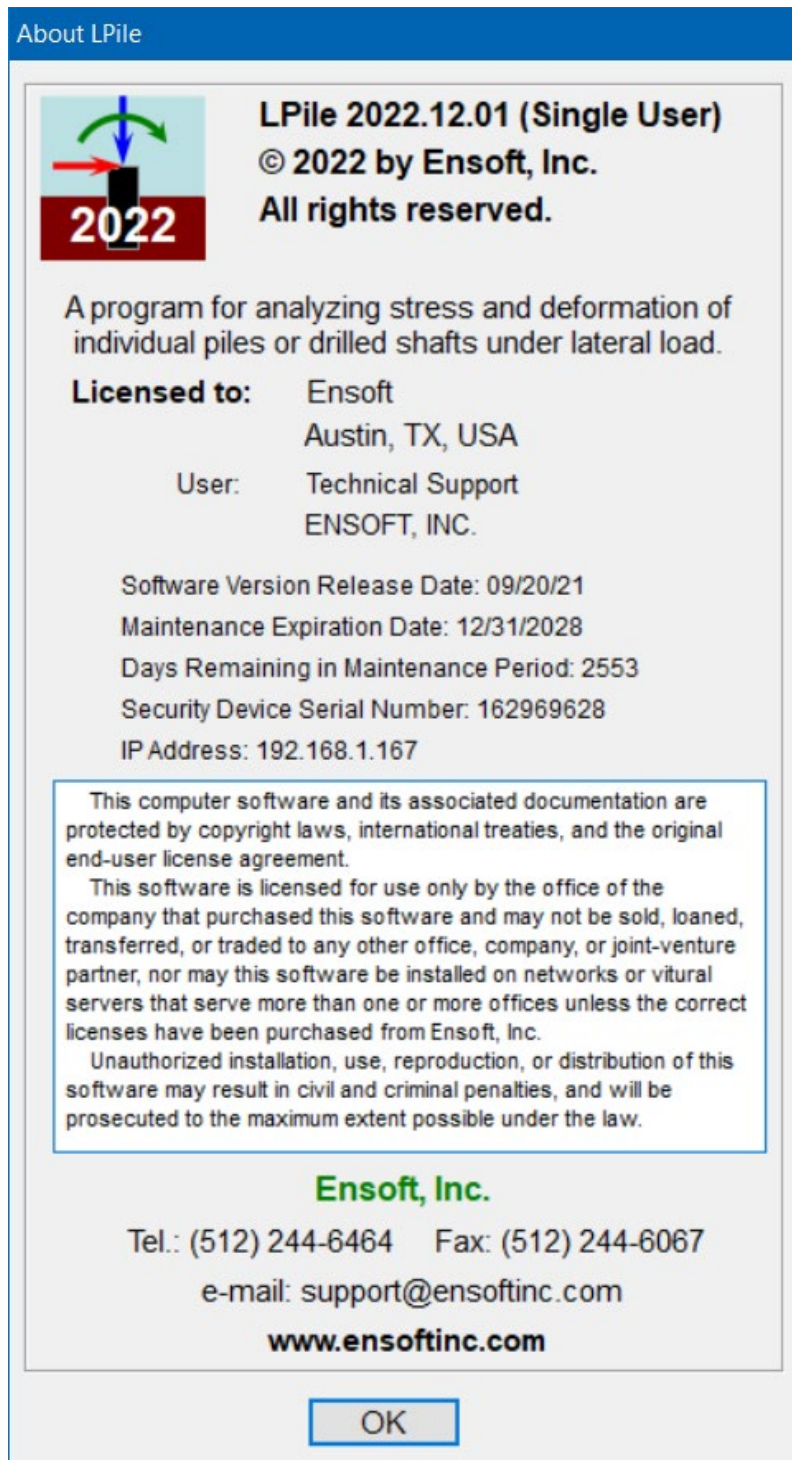 About LPile
LPile 2022.12.01 (Single User)
© 2022 by Ensoft, Inc.
All rights reserved.
2022
A program for analyzing stress and deformation of
individual piles or drilled shafts under lateral load.
Licensed to: Ensoft
Austin, TX, USA
User: Technical Support
ENSOFT, INC.
Software Version Release Date: 09/20/21
Maintenance Expiration Date: 12/31/2028
Days Remaining in Maintenance Period: 2553
Security Device Serial Number: 162969628
IP Address: 192.168.1.167
This computer software and its associated documentation are
protected by copyright laws, international treaties, and the original
end-user license agreement.
This software is licensed for use only by the office of the
company that purchased this software and may not be sold, loaned,
transferred, or traded to any other office, company, or joint-venture
partner, nor may this software be installed on networks or vitural
servers that serve more than one or more offices unless the correct
licenses have been purchased from Ensoft, Inc.
Unauthorized installation, use, reproduction, or distribution of this
software may result in civil and criminal penalties, and will be
prosecuted to the maximum extent possible under the law.
Ensoft, Inc.
Tel.: (512) 244-6464 Fax: (512) 244-6067
e-mail: support@ensoftinc.com
www.ensoftinc.com
OK